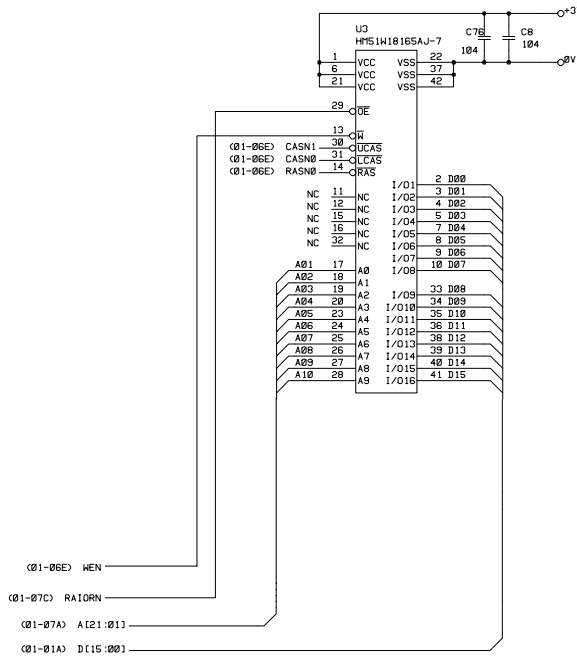 +3
U3
HM51W18165AJ-7
C76 C8
104 104
1 VCC VSS 22 0V
6 VCC VSS 37
21 VCC VSS 42
29 OE
13 W
(01-06E) CASN1 30 UCAS
(01-06E) CASN0 31 LCAS
(01-06E) RASN0 14 RAS
I/O1 2 D00
NC 11 NC I/O2 3 D01
NC 12 NC I/O3 4 D02
NC 15 NC I/O4 5 D03
NC 16 NC I/O5 7 D04
NC 32 NC I/O6 8 D05
I/O7 9 D06
A01 17 A0 I/O8 10 D07
A02 18 A1
A03 19 A2 I/O9 33 D08
A04 20 A3 I/O10 34 D09
A05 23 A4 I/O11 35 D10
A06 24 A5 I/O12 36 D11
A07 25 A6 I/O13 38 D12
A08 26 A7 I/O14 39 D13
A09 27 A8 I/O15 40 D14
A10 28 A9 I/O16 41 D15
(01-06E) WEN
(01-07C) RAIORN
(01-07A) A[21:01]
(01-01A) D[15:00]